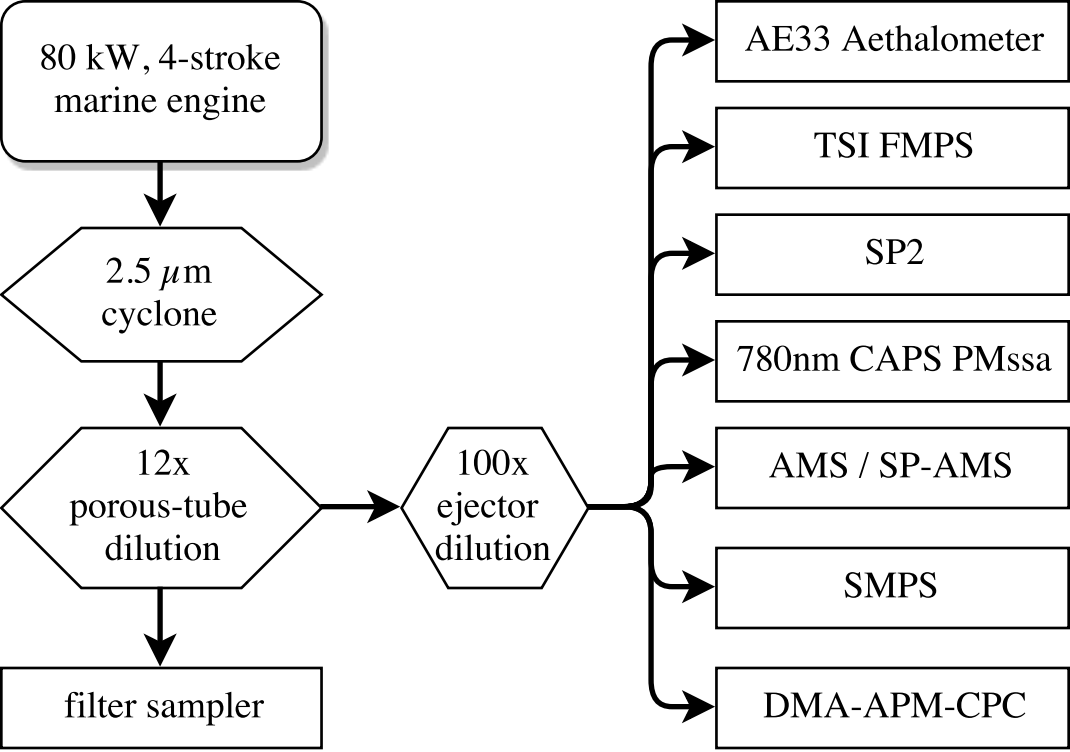 80 kW, 4-stroke
marine engine
2.5 µm
cyclone
12x
porous-tube
dilution
filter sampler
100x
ejector
dilution
AE33 Aethalometer
TSI FMPS
SP2
780nm CAPS PMssa
AMS / SP-AMS
SMPS
DMA-APM-CPC